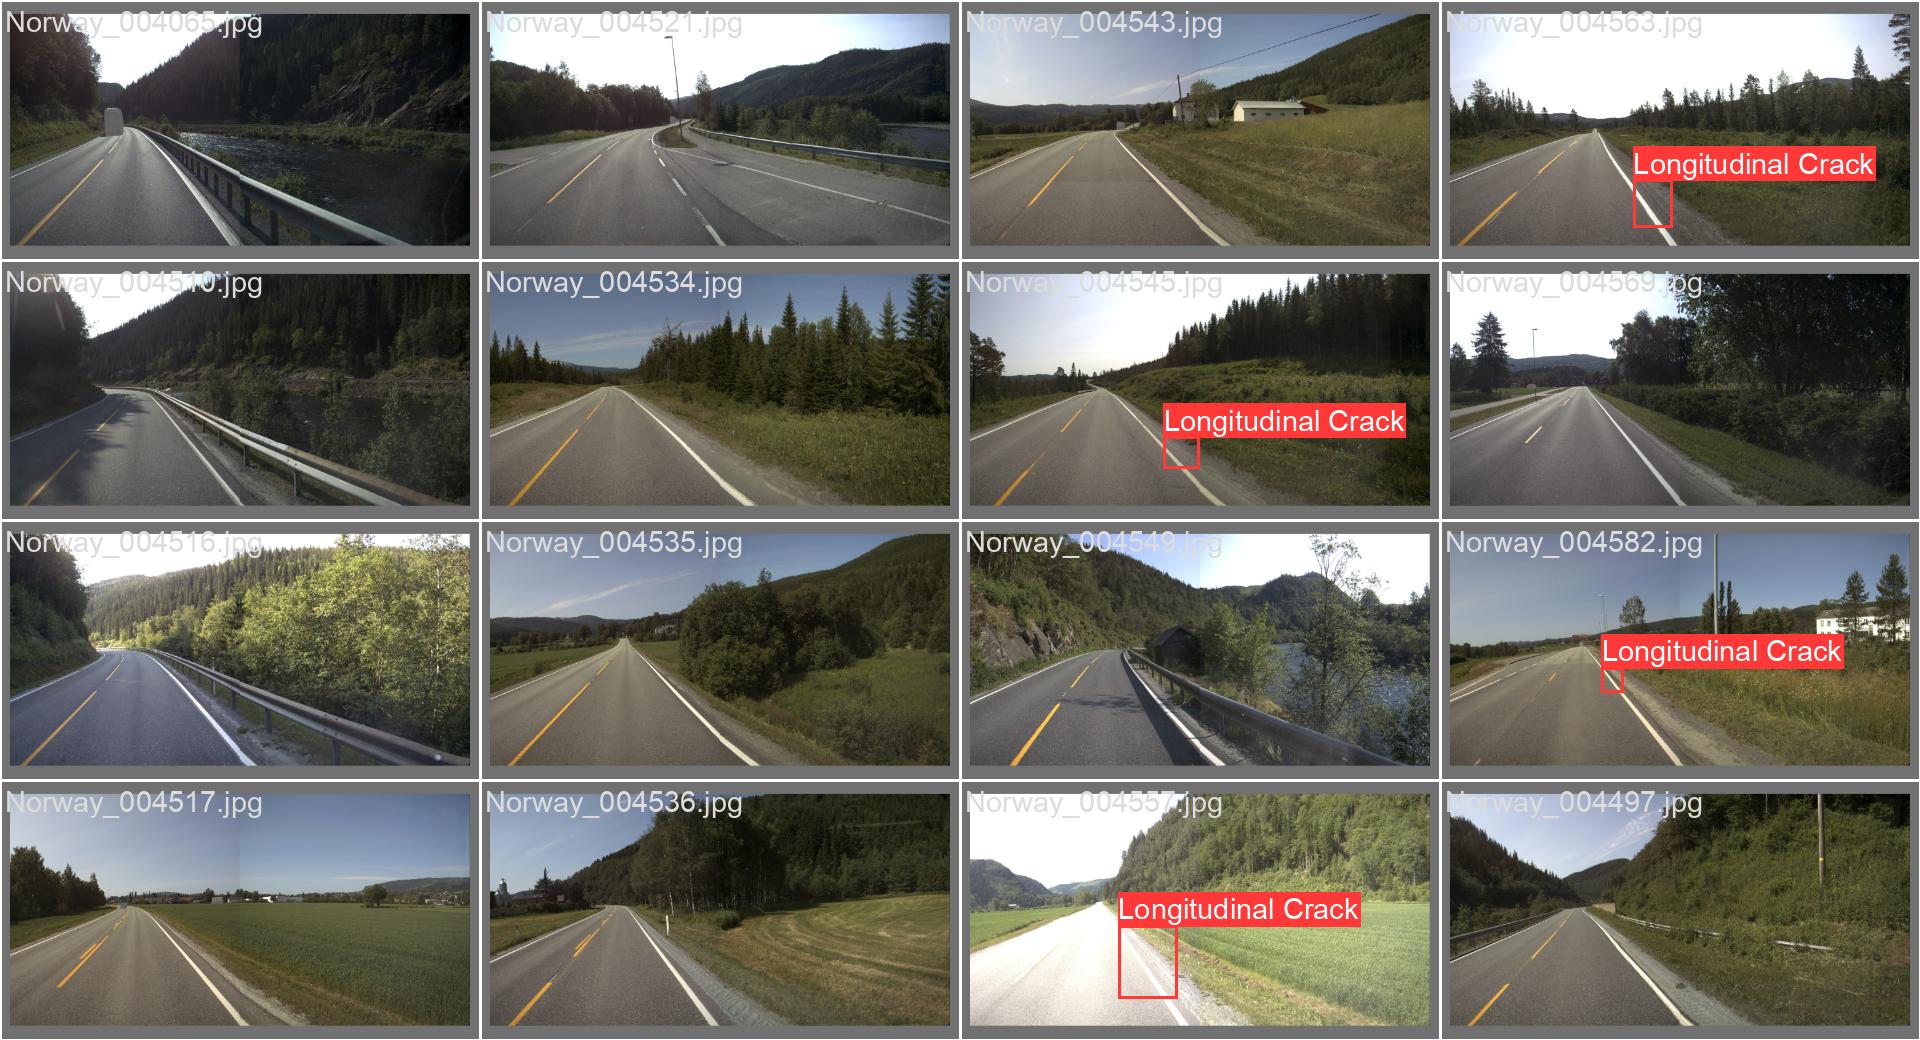 Norway_004065.jpg
Norway_004521.jpg
Norway_004543.jpg
Norway_004563.jpg
Longitudinal Crack
Norway_004510.jpg
Norway_004534.jpg
Norway_004545.jpg
Longitudinal Crack
Norway_004569.jpg
Norway_004516.jpg
Norway_004535.jpg
Norway_004549.jpg
Norway_004582.jpg
Longitudinal Crack
Norway_004517.jpg
Norway_004536.jpg
Norway_004557.jpg
Longitudinal Crack
Norway_004497.jpg